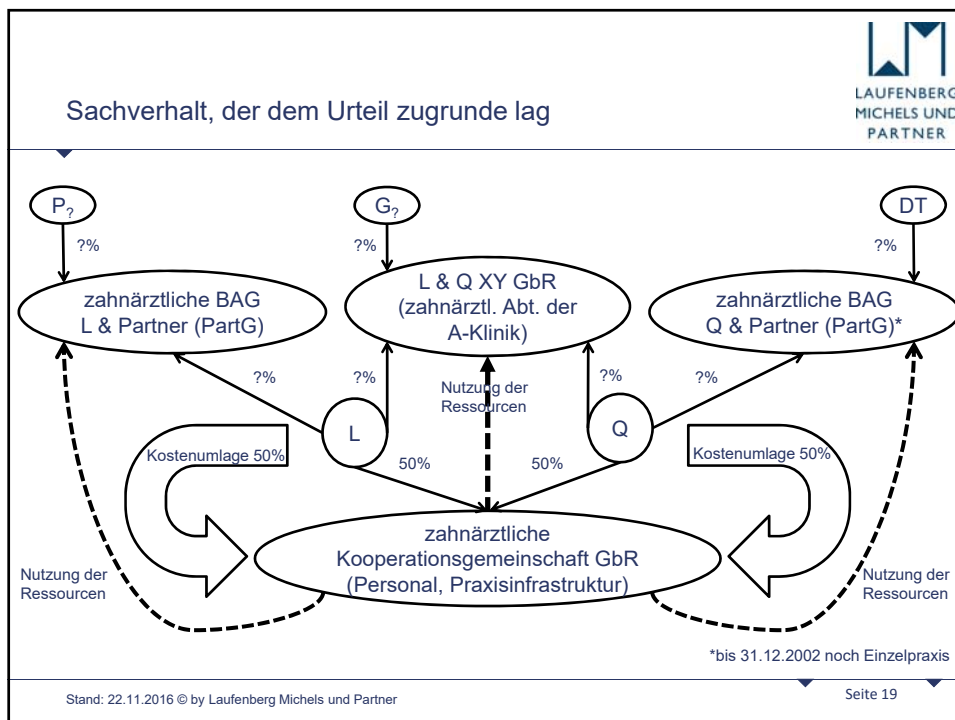 LAUFENBERG
MICHELS UND
PARTNER
Sachverhalt, der dem Urteil zugrunde lag
P?
G?
DT
?%
?%
?%
zahnärztliche BAG
L & Partner (PartG)
L & Q XY GbR
(zahnärztl. Abt. der
A-Klinik)
zahnärztliche BAG
Q & Partner (PartG)*
?%
?%
Nutzung der
Ressourcen
?%
?%
L
Q
Kostenumlage 50%
50%
50%
Kostenumlage 50%
zahnärztliche
Kooperationsgemeinschaft GbR
(Personal, Praxisinfrastruktur)
Nutzung der
Ressourcen
Nutzung der
Ressourcen
*bis 31.12.2002 noch Einzelpraxis
Stand: 22.11.2016 © by Laufenberg Michels und Partner
Seite 19